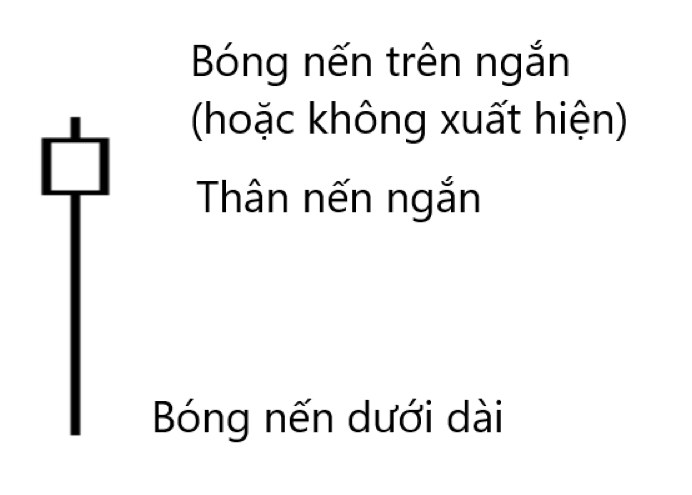 Bóng nến trên ngắn
(hoặc không xuất hiện)
Thân nến ngắn
Bóng nến dưới dài